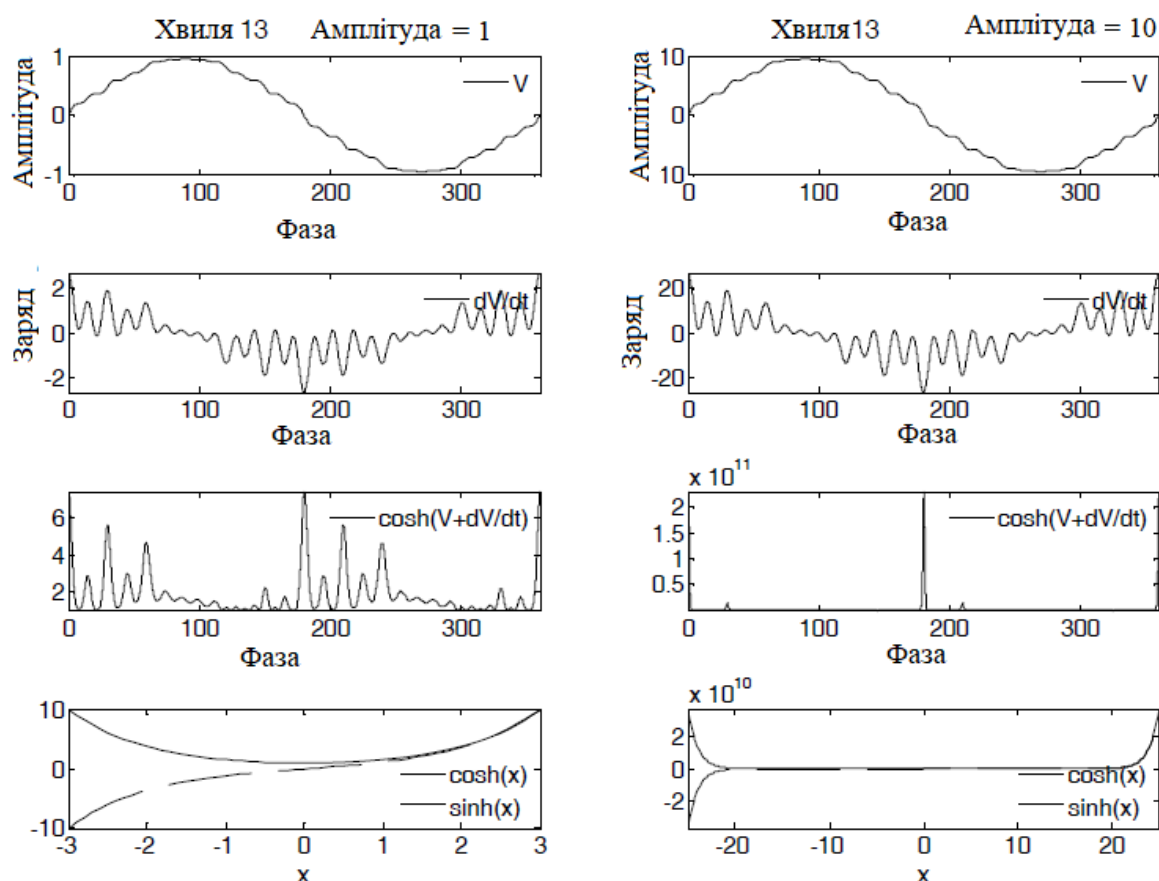 Хвиля 13 Амплітуда = 1
Амплітуда
1
0
-1
V
0 100 200 300
Фаза
Заряд
2
0
-2
dV/dt
0 100 200 300
Фаза
6
4
2
cosh(V+dV/dt)
0 100 200 300
Фаза
10
0
-10
cosh(x)
sinh(x)
-3 -2 -1 0 1 2 3
x
Хвиля13 Амплітуда = 10
Амплітуда
10
0
10
V
0 100 200 300
Фаза
Заряд
20
0
-20
dV/dt
0 100 200 300
Фаза
x 10^11
2
1.5
1
0.5
cosh(V+dV/dt)
0 100 200 300
Фаза
x 10^10
2
0
-2
cosh(x)
sinh(x)
-20 -10 0 10 20
x